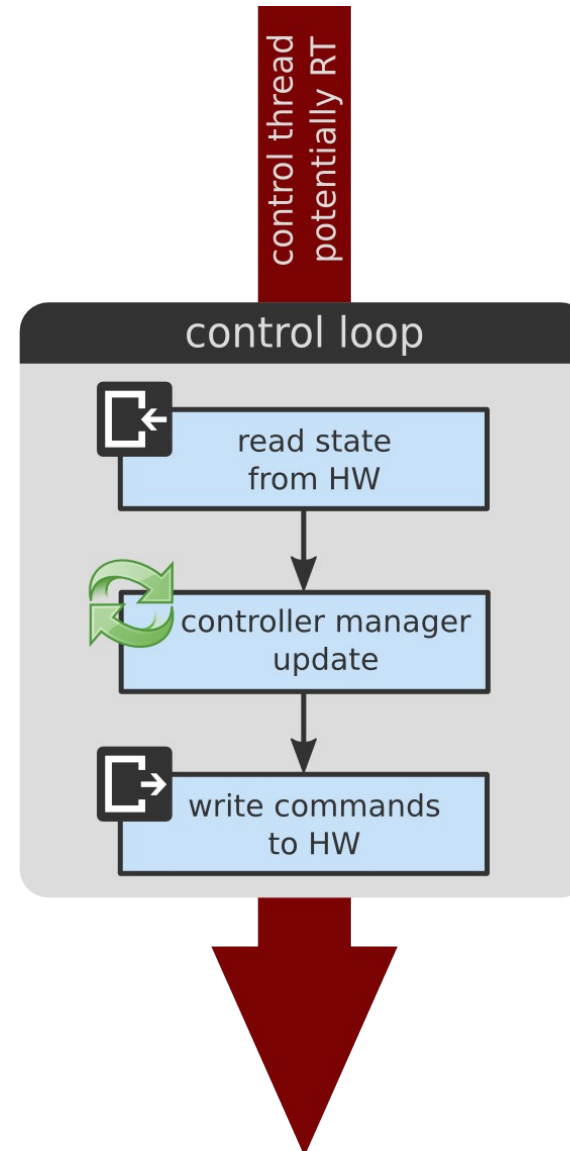 control thread
potentially RT
control loop
read state
from HW
controller manager
update
write commands
to HW